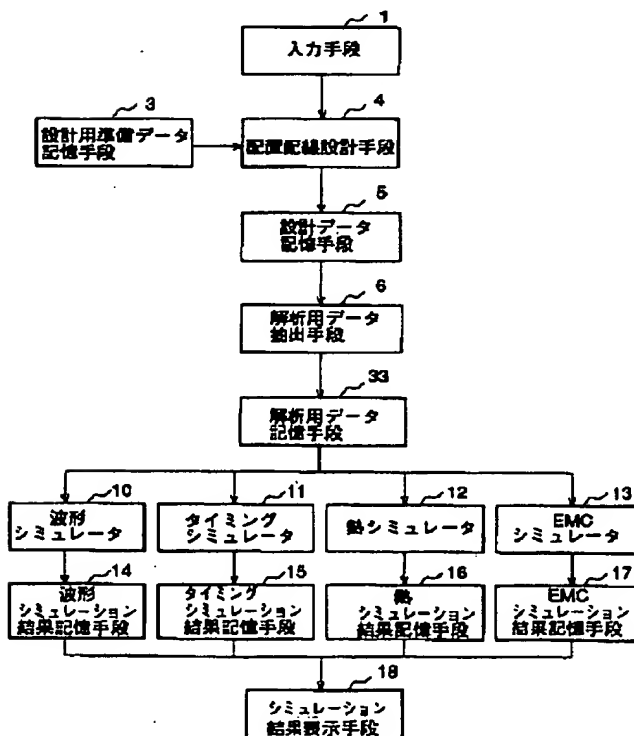 1
入力手段
3
4
設計用準備データ
記憶手段
配置配線設計手段
5
設計データ
記憶手段
6
解析用データ
抽出手段
33
解析用データ
記憶手段
10
11
12
13
波形
シミュレータ
タイミング
シミュレータ
熱シミュレータ
EMC
シミュレータ
14
15
16
17
波形
シミュレーション
結果記憶手段
タイミング
シミュレーション
結果記憶手段
熱
シミュレーション
結果記憶手段
EMC
シミュレーション
結果記憶手段
18
シミュレーション
結果表示手段